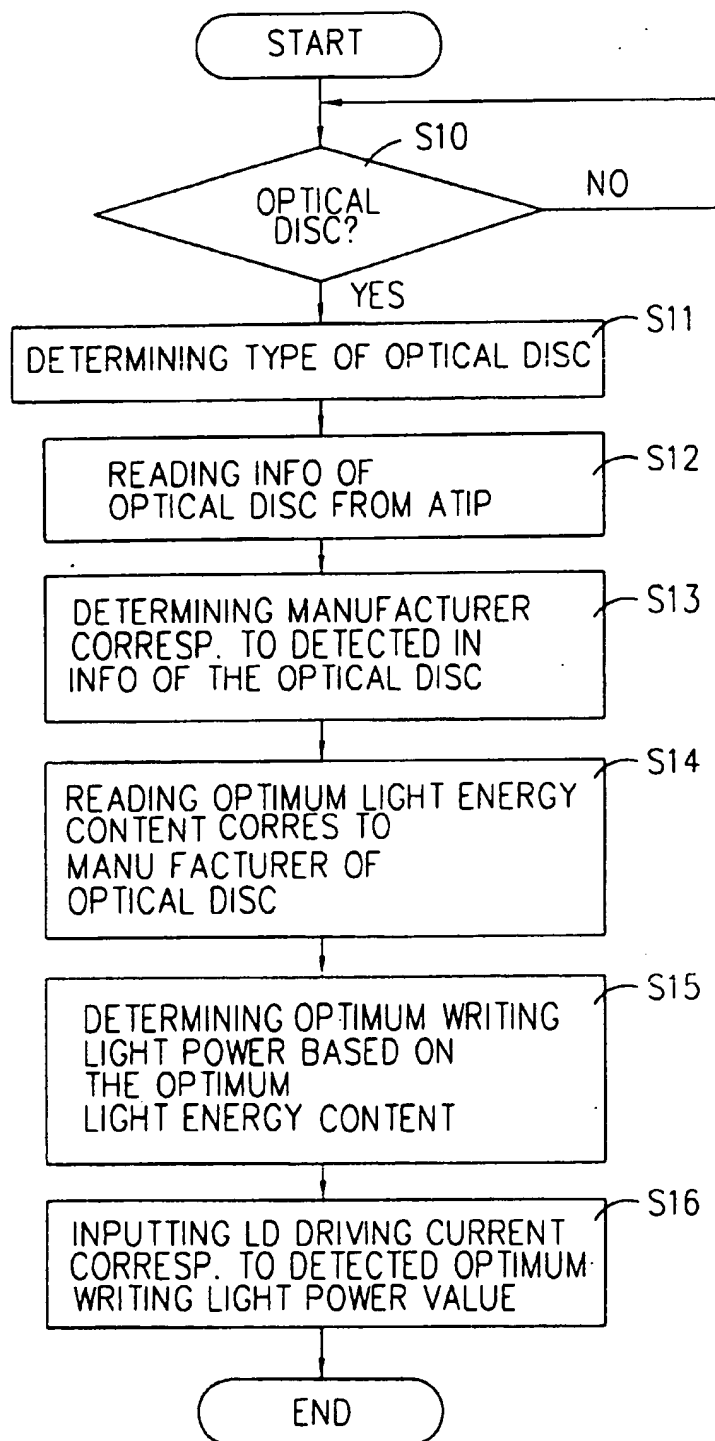 START
S10
OPTICAL
DISC?
NO
YES
S11
DETERMINING TYPE OF OPTICAL DISC
S12
READING INFO OF
OPTICAL DISC FROM ATIP
S13
DETERMINING MANUFACTURER
CORRESP. TO DETECTED IN
INFO OF THE OPTICAL DISC
S14
READING OPTIMUM LIGHT ENERGY
CONTENT CORRES TO
MANU FACTURER OF
OPTICAL DISC
S15
DETERMINING OPTIMUM WRITING
LIGHT POWER BASED ON
THE OPTIMUM
LIGHT ENERGY CONTENT
S16
INPUTTING LD DRIVING CURRENT
CORRESP. TO DETECTED OPTIMUM
WRITING LIGHT POWER VALUE
END